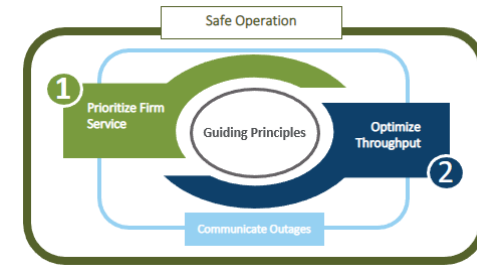 Safe Operation
1
Prioritize Firm
Service
Guiding Principles
Optimize
Throughput
2
Communicate Outages